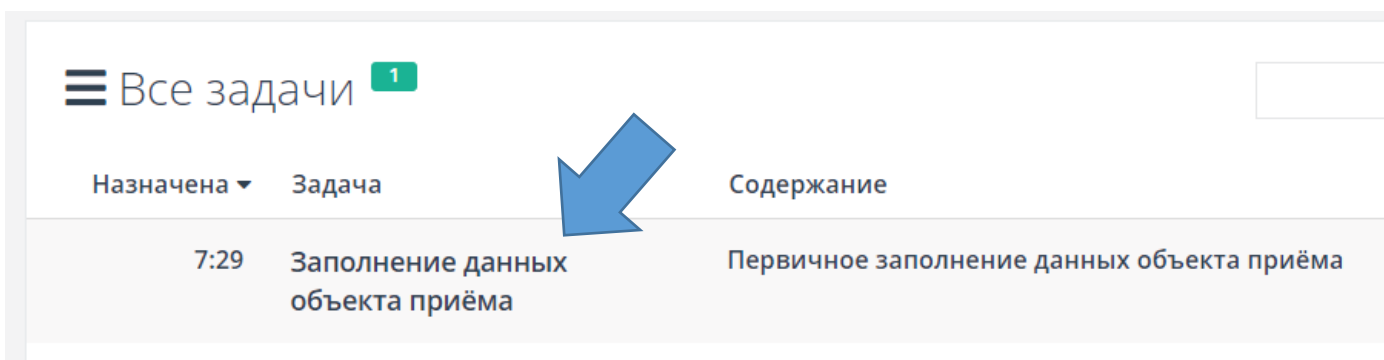 Все задачи 1
Назначена Задача Содержание
7:29 Заполнение данных Первичное заполнение данных объекта приёма
объекта приёма